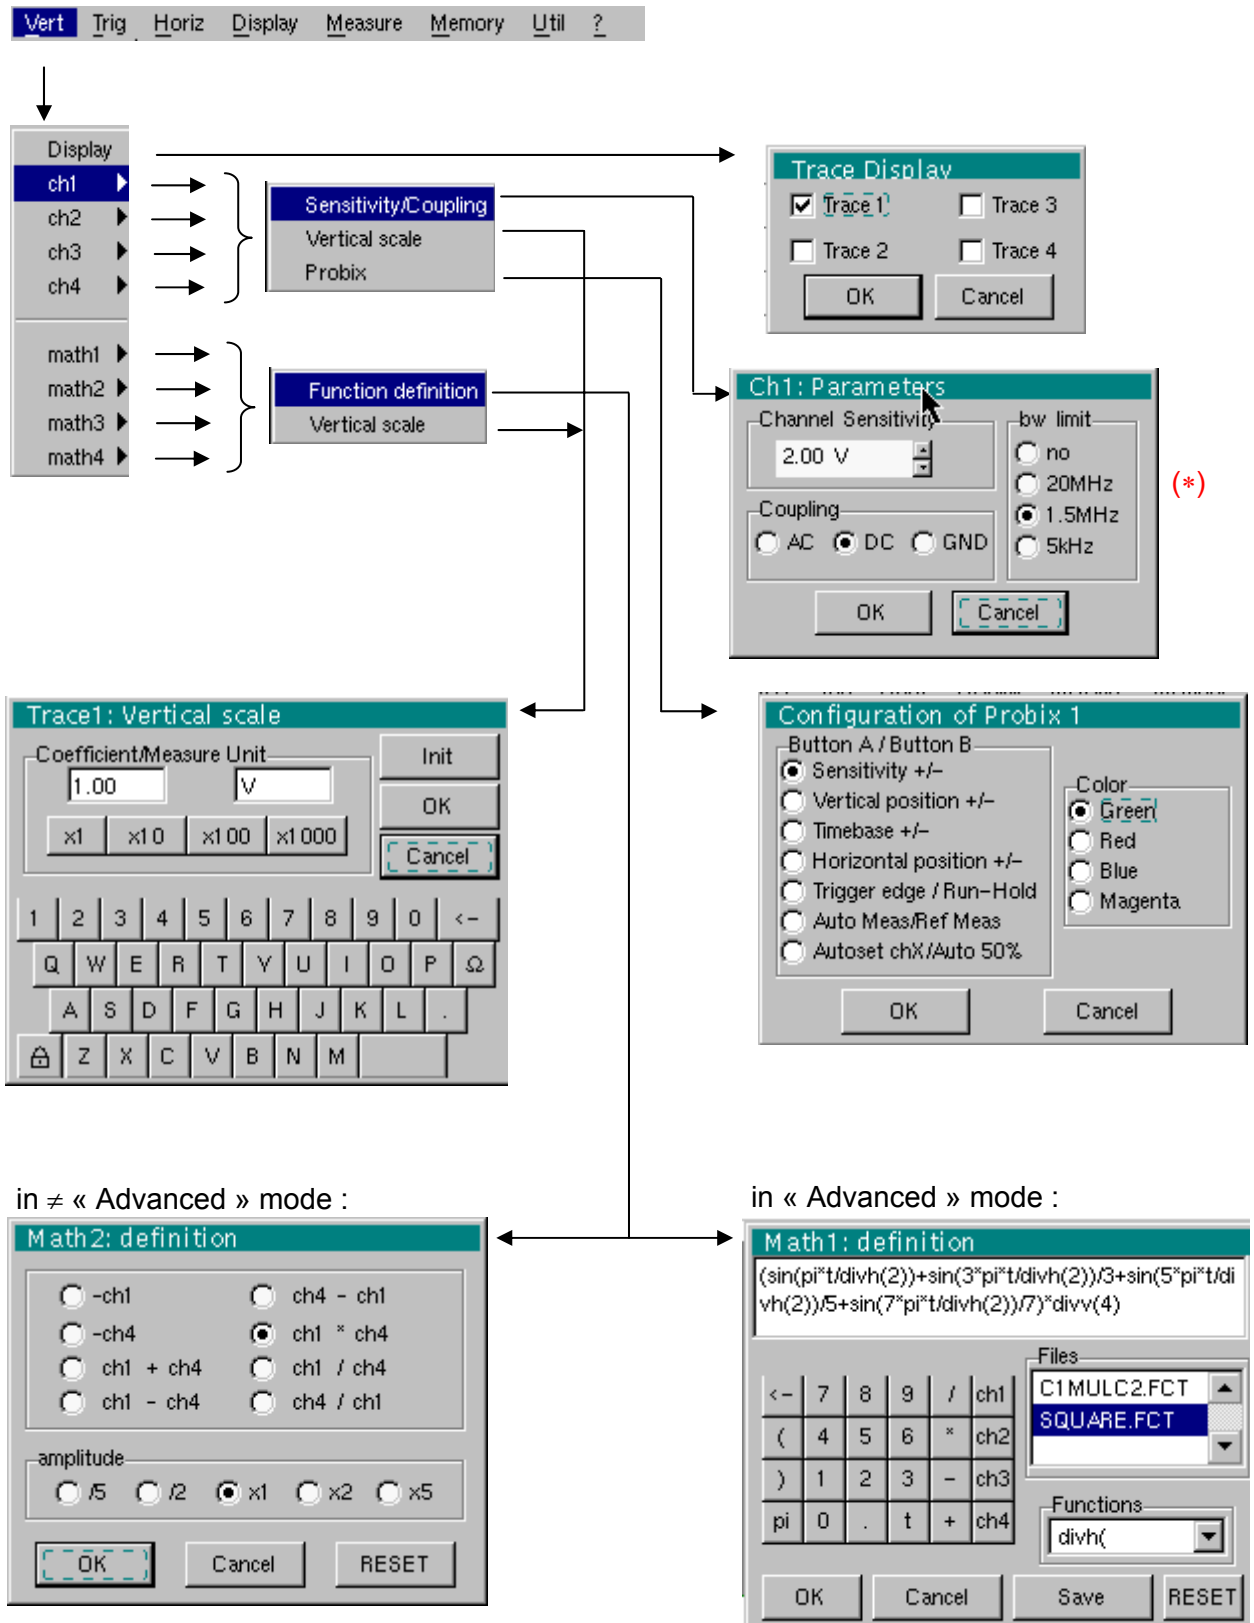 Vert Trig Horiz Display Measure Memory Util ?
Display
ch1
ch2
ch3
ch4
math1
math2
math3
math4
Sensitivity/Coupling
Vertical scale
Probix
Function definition
Vertical scale
Trace Display
Trace 1 Trace 3
Trace 2 Trace 4
OK Cancel
Ch1: Parameters
Channel Sensitivity
2.00 V
Coupling
AC DC GND
bw limit
no
20MHz
1.5MHz
5kHz
OK Cancel
(*)
Trace1: Vertical scale
Coefficient/Measure Unit
1.00 V
x1 x10 x100 x1000
Init
OK
Cancel
1 2 3 4 5 6 7 8 9 0 <-
Q W E R T Y U I O P Ω
A S D F G H J K L .
Z X C V B N M
Configuration of Probix 1
Button A / Button B
Sensitivity +/-
Vertical position +/-
Timebase +/-
Horizontal position +/-
Trigger edge / Run-Hold
Auto Meas/Ref Meas
Autoset chX/Auto 50%
Color
Green
Red
Blue
Magenta
OK Cancel
in ≠ « Advanced » mode :
Math2: definition
-ch1 ch4 - ch1
-ch4 ch1 * ch4
ch1 + ch4 ch1 / ch4
ch1 - ch4 ch4 / ch1
amplitude
/5 /2 x1 x2 x5
OK Cancel RESET
in « Advanced » mode :
Math1: definition
(sin(pi*t/divh(2))+sin(3*pi*t/divh(2))/3+sin(5*pi*t/di
vh(2))/5+sin(7*pi*t/divh(2))/7)*divv(4)
<- 7 8 9 / ch1
( 4 5 6 * ch2
) 1 2 3 - ch3
pi 0 . t + ch4
Files
C1MULC2.FCT
SQUARE.FCT
Functions
divh(
OK Cancel Save RESET